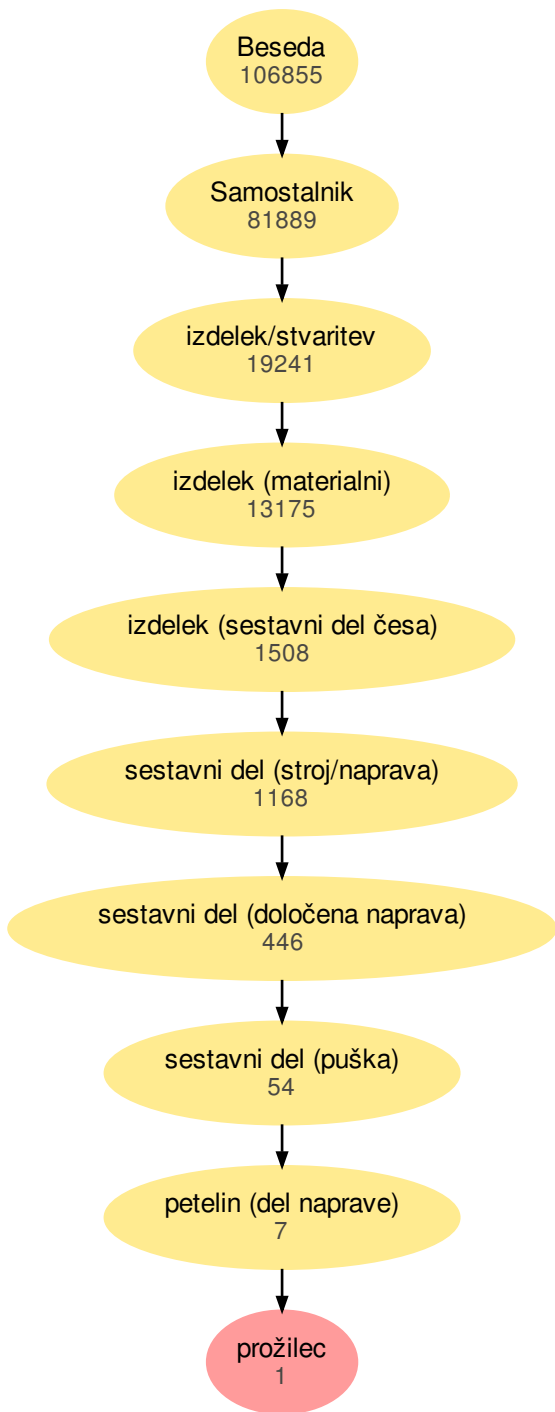 Beseda
106855
Samostalnik
81889
izdelek/stvaritev
19241
izdelek (materialni)
13175
izdelek (sestavni del česa)
1508
sestavni del (stroj/naprava)
1168
sestavni del (določena naprava)
446
sestavni del (puška)
54
petelin (del naprave)
7
prožilec
1